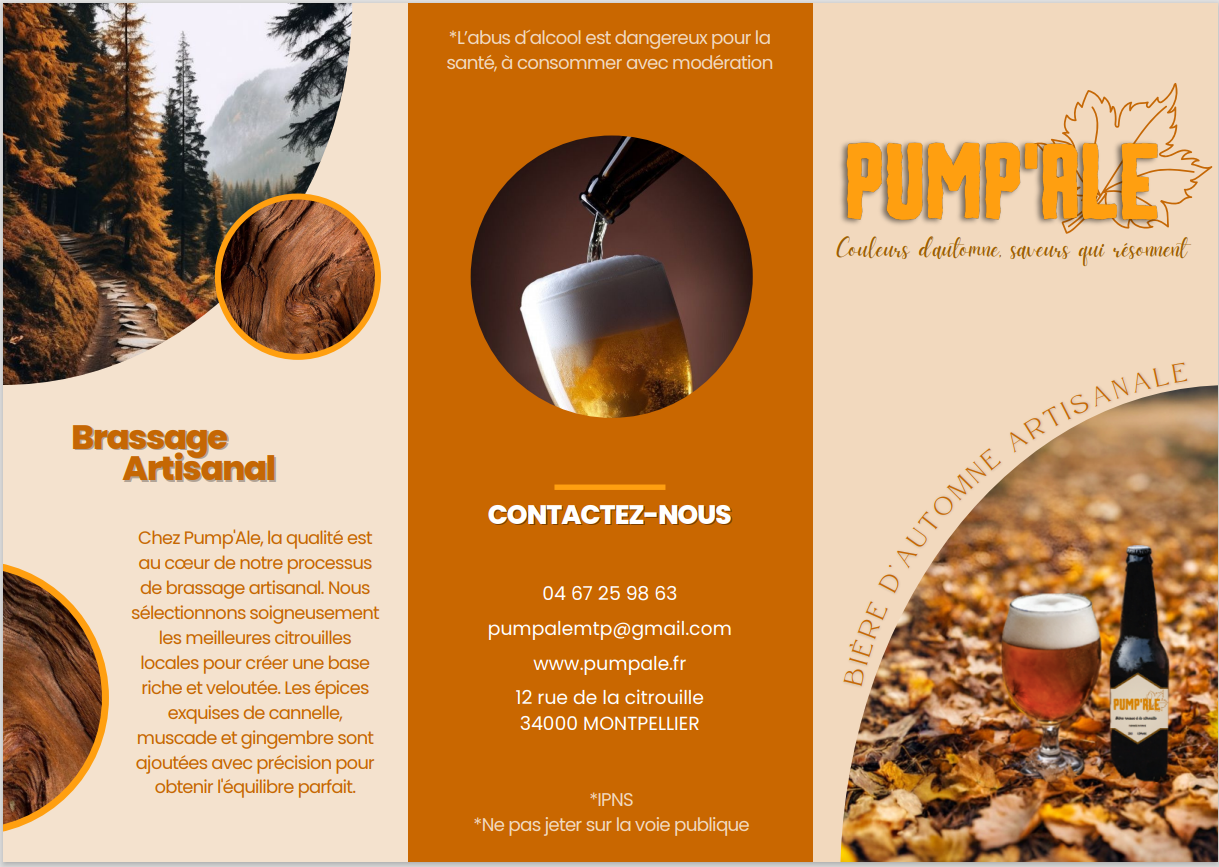 Brassage
Artisanal
Chez Pump'Ale, la qualité est
au cœur de notre processus
de brassage artisanal. Nous
sélectionnons soigneusement
les meilleures citrouilles
locales pour créer une base
riche et veloutée. Les épices
exquises de cannelle,
muscade et gingembre sont
ajoutées avec précision pour
obtenir l'équilibre parfait.
*L’abus d´alcool est dangereux pour la
santé, à consommer avec modération
CONTACTEZ-NOUS
04 67 25 98 63
pumpalemtp@gmail.com
www.pumpale.fr
12 rue de la citrouille
34000 MONTPELLIER
*IPNS
*Ne pas jeter sur la voie publique
PUMP'ALE
Couleurs d'automne, saveurs qui résonnent
BIÈRE D'AUTOMNE ARTISANALE
PUMP'ALE